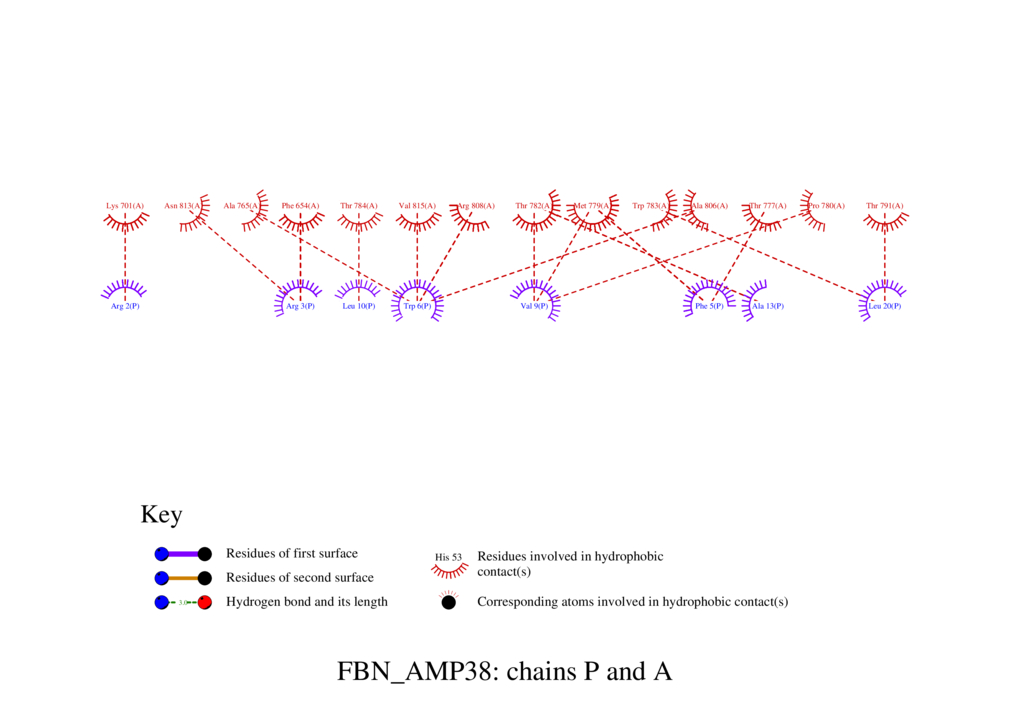 Lys 701(A) Asn 813(A) Ala 765(A) Phe 654(A) Thr 784(A) Val 815(A) Arg 808(A) Thr 782(A) Met 779(A) Trp 783(A) Ala 806(A) Thr 777(A) Pro 780(A) Thr 791(A)
Arg 2(P) Arg 3(P) Leu 10(P) Trp 6(P) Val 9(P) Phe 5(P) Ala 13(P) Leu 20(P)
Key
Residues of first surface
Residues of second surface
3.0 Hydrogen bond and its length
His 53 Residues involved in hydrophobic
contact(s)
Corresponding atoms involved in hydrophobic contact(s)
FBN_AMP38: chains P and A